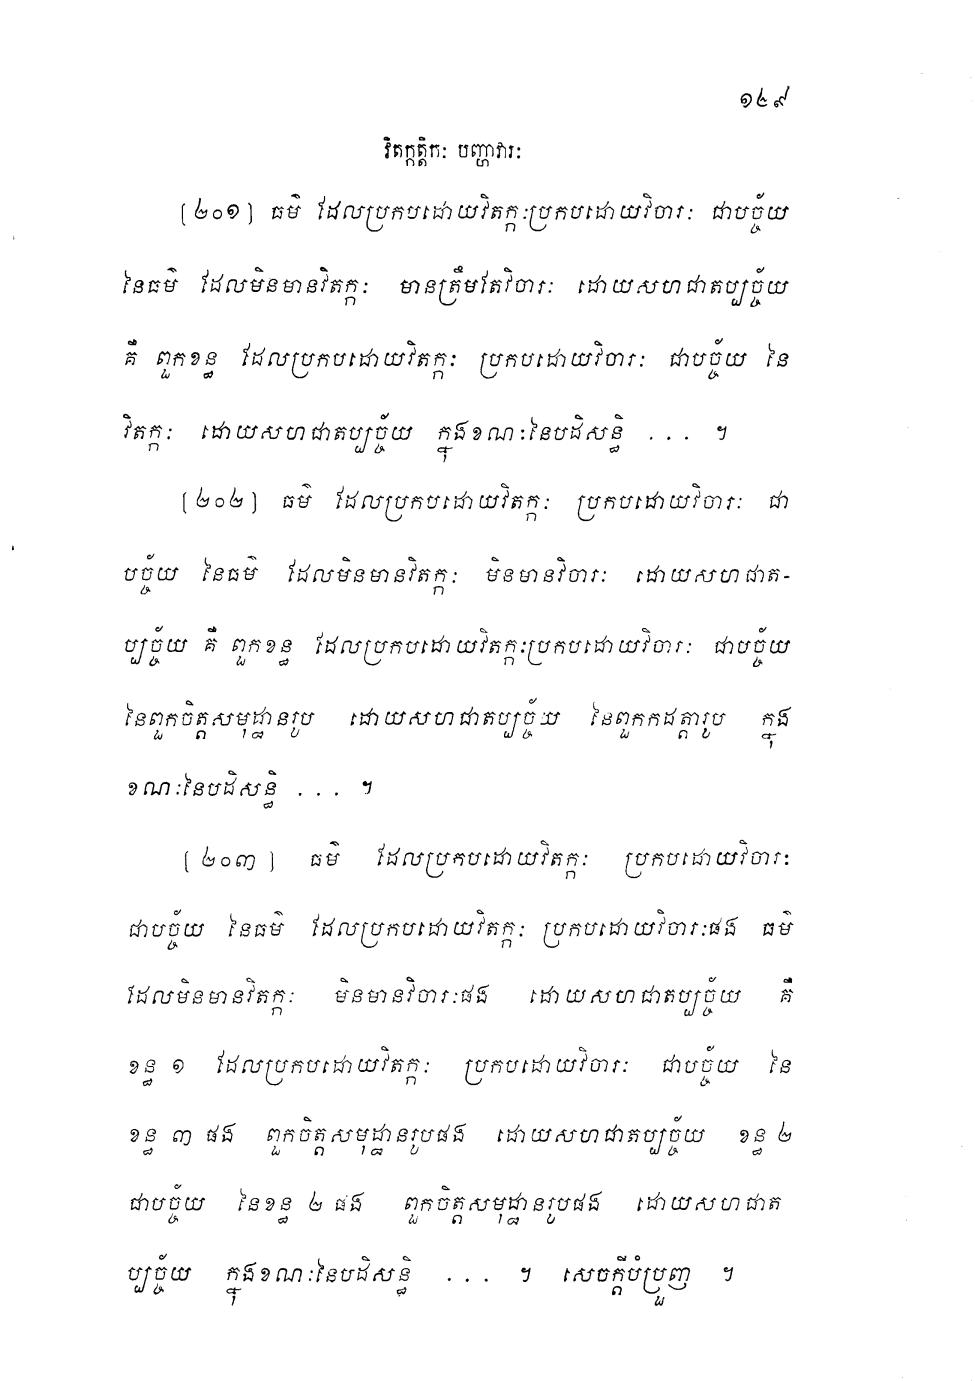 ១៤៩
វិតក្កត្តិកៈ បញ្ហាវារៈ
[២០១] ធម៌ ដែលប្រកបដោយវិតក្កៈប្រកបដោយវិចារៈ ជាបច្ច័យ
នៃធម៌ ដែលមិនមានវិតក្កៈ មានត្រឹមតែវិចារៈ ដោយសហជាតប្បច្ច័យ
គឺ ពួកខន្ធ ដែលប្រកបដោយវិតក្កៈ ប្រកបដោយវិចារៈ ជាបច្ច័យ នៃ
វិតក្កៈ ដោយសហជាតប្បច្ច័យ ក្នុងខណៈនៃបដិសន្ធិ ... ។
[២០២] ធម៌ ដែលប្រកបដោយវិតក្កៈ ប្រកបដោយវិចារៈ ជា
បច្ច័យ នៃធម៌ ដែលមិនមានវិតក្កៈ មិនមានវិចារៈ ដោយសហជាត-
ប្បច្ច័យ គឺ ពួកខន្ធ ដែលប្រកបដោយវិតក្កៈប្រកបដោយវិចារៈ ជាបច្ច័យ
នៃពួកចិត្តសមុដ្ឋានរូប ដោយសហជាតប្បច្ច័យ នៃពួកកដត្តារូប ក្នុង
ខណៈនៃបដិសន្ធិ ... ។
[២០៣] ធម៌ ដែលប្រកបដោយវិតក្កៈ ប្រកបដោយវិចារៈ
ជាបច្ច័យ នៃធម៌ ដែលប្រកបដោយវិតក្កៈ ប្រកបដោយវិចារៈផង ធម៌
ដែលមិនមានវិតក្កៈ មិនមានវិចារៈផង ដោយសហជាតប្បច្ច័យ គឺ
ខន្ធ ១ ដែលប្រកបដោយវិតក្កៈ ប្រកបដោយវិចារៈ ជាបច្ច័យ នៃ
ខន្ធ ៣ ផង ពួកចិត្តសមុដ្ឋានរូបផង ដោយសហជាតប្បច្ច័យ ខន្ធ ២
ជាបច្ច័យ នៃខន្ធ ២ ផង ពួកចិត្តសមុដ្ឋានរូបផង ដោយសហជាត
ប្បច្ច័យ ក្នុងខណៈនៃបដិសន្ធិ ... ។ សេចក្តីបំប្រួញ ។